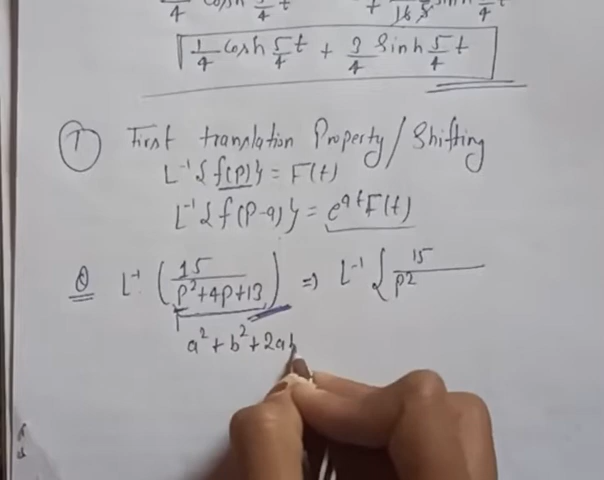 1/4 cosh 5/4 t + 3/4 Sinh 5/4 t
① First translation Property/Shifting
L⁻¹{f(p)} = F(t)
L⁻¹{f(P-a)} = eᵃᵗF(t)
Q L⁻¹ (15/(P²+4P+13)) ⇒ L⁻¹ {15/P²
a²+b²+2ab